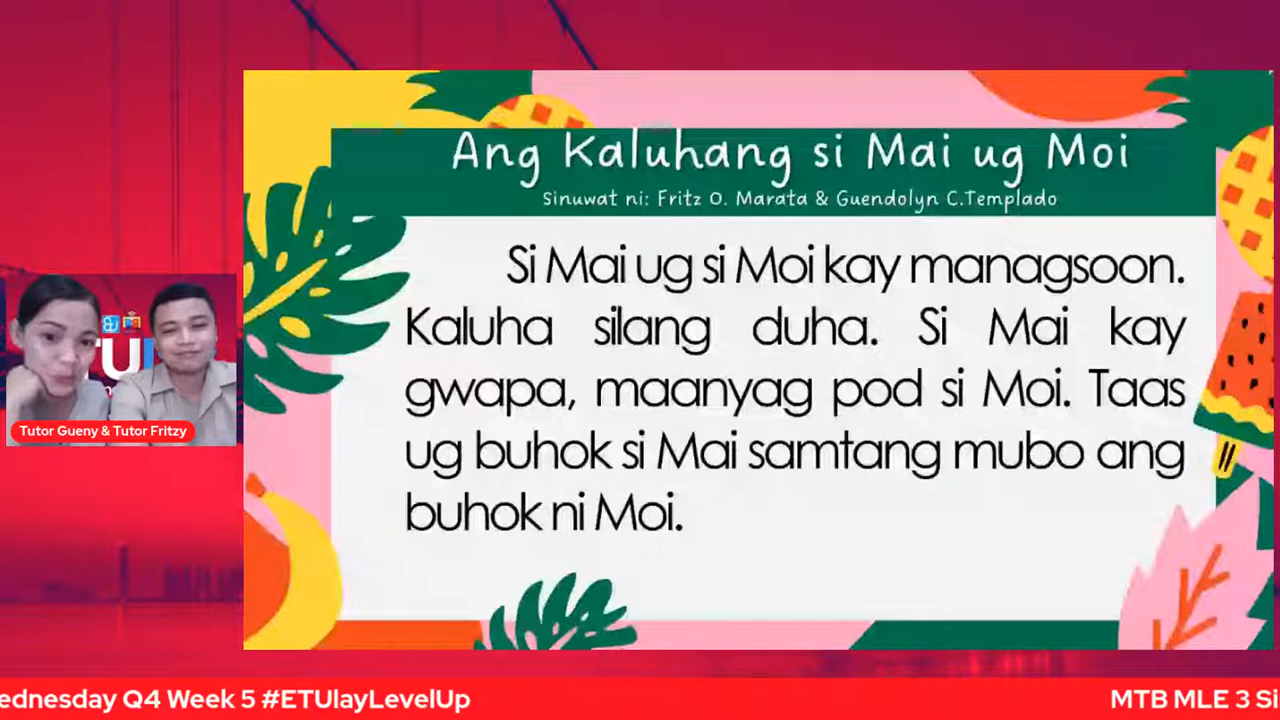 Ang Kaluhang si Mai ug Moi
Sinuwat ni: Fritz O. Marata & Guendolyn C.Templado
Si Mai ug si Moi kay managsoon.
Kaluha silang duha. Si Mai kay
gwapa, maanyag pod si Moi. Taas
ug buhok si Mai samtang mubo ang
buhok ni Moi.
Tutor Gueny & Tutor Fritzy
ednesday Q4 Week 5 #ETUlayLevelUp
MTB MLE 3 Si